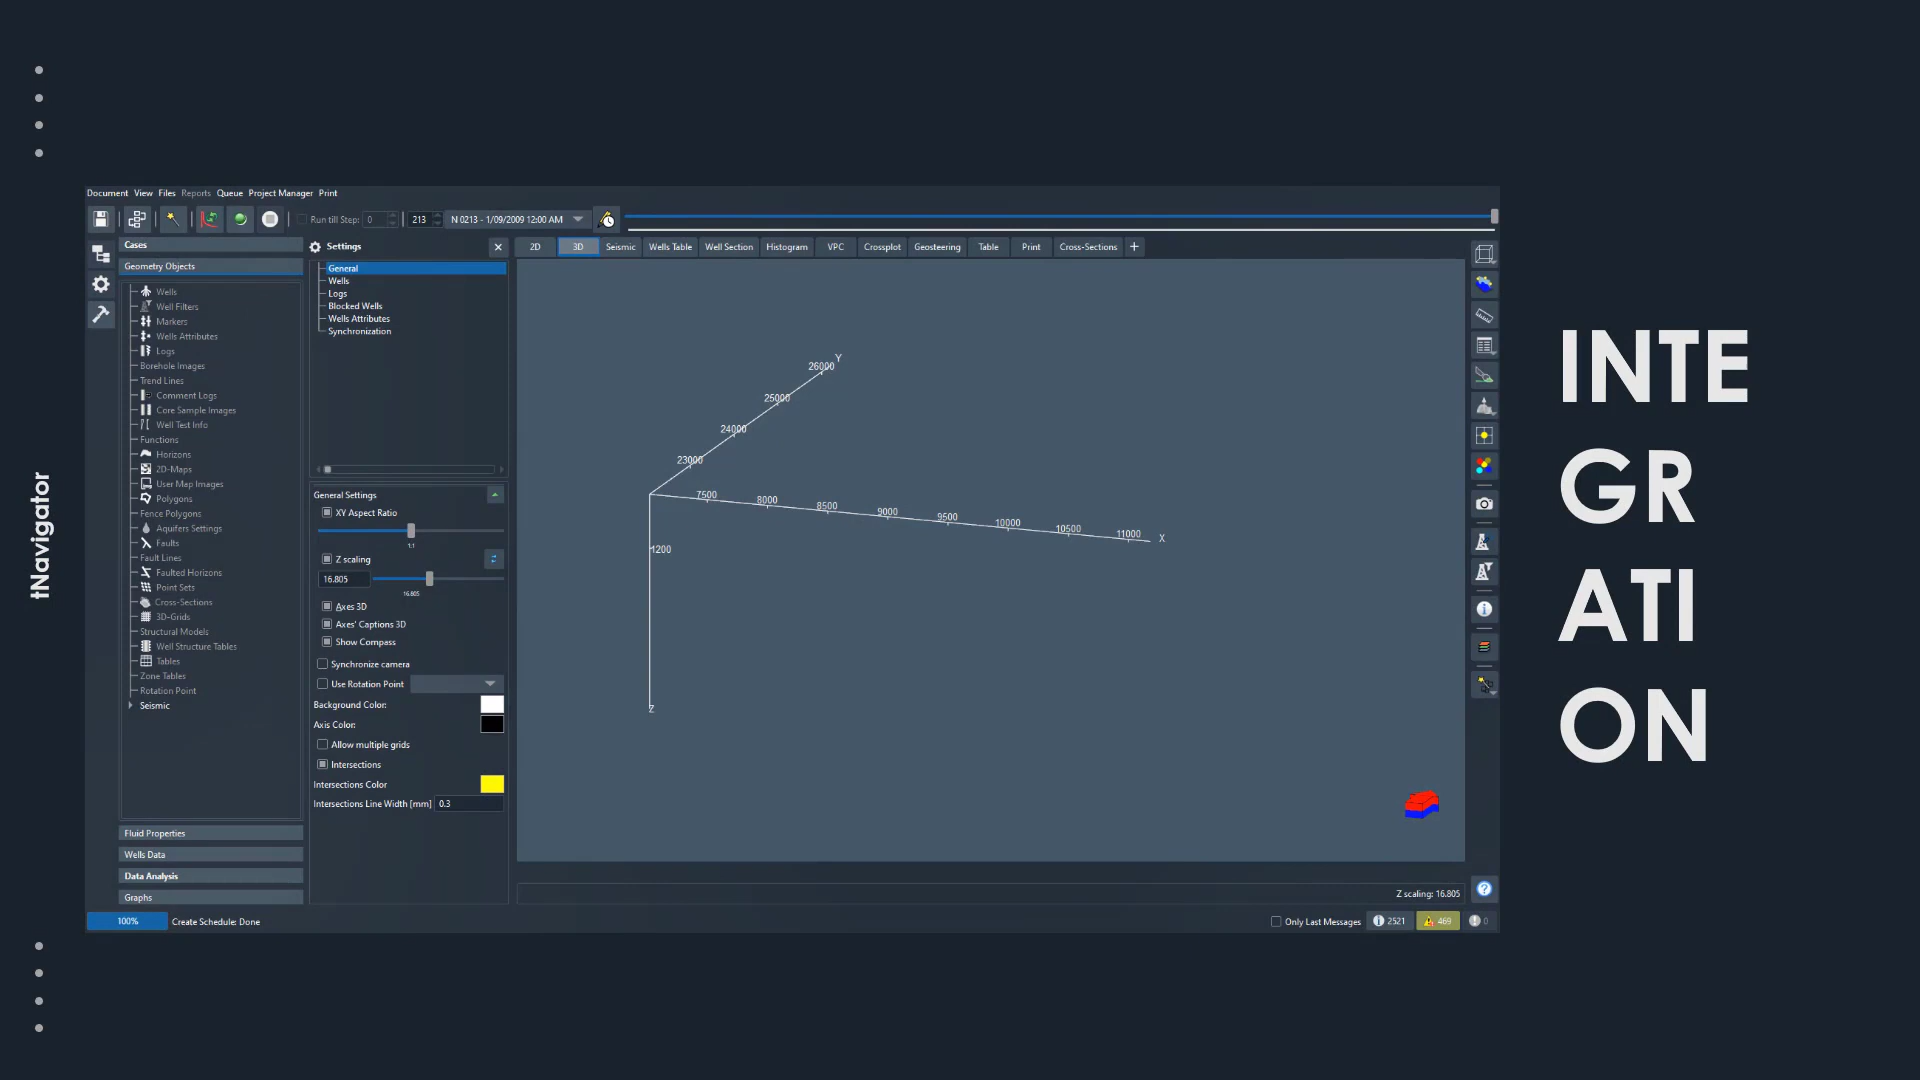 Document View Files Reports Queue Project Manager Print
Run till Step: 0 213 N 0213 - 1/09/2009 12:00 AM
Cases
Geometry Objects
Wells
Well Filters
Markers
Wells Attributes
Logs
Borehole Images
Trend Lines
Comment Logs
Core Sample Images
Well Test Info
Functions
Horizons
2D-Maps
User Map Images
Polygons
Fence Polygons
Aquifers Settings
Faults
Fault Lines
Faulted Horizons
Point Sets
Cross-Sections
3D-Grids
Structural Models
Well Structure Tables
Tables
Zone Tables
Rotation Point
Seismic
Fluid Properties
Wells Data
Data Analysis
Graphs
Settings
General
Wells
Logs
Blocked Wells
Wells Attributes
Synchronization
General Settings
XY Aspect Ratio
1:1
Z scaling
16.805
16.805
Axes 3D
Axes' Captions 3D
Show Compass
Synchronize camera
Use Rotation Point
Background Color:
Axis Color:
Allow multiple grids
Intersections
Intersections Color
Intersections Line Width [mm] 0.3
2D 3D Seismic Wells Table Well Section Histogram VPC Crossplot Geosteering Table Print Cross-Sections +
Y
26000
25000
24000
23000
7500 8000 8500 9000 9500 10000 10500 11000 X
1200
Z
Z scaling: 16.805
100% Create Schedule: Done
Only Last Messages 2521 469 0
tNavigator
INTE
GR
ATI
ON